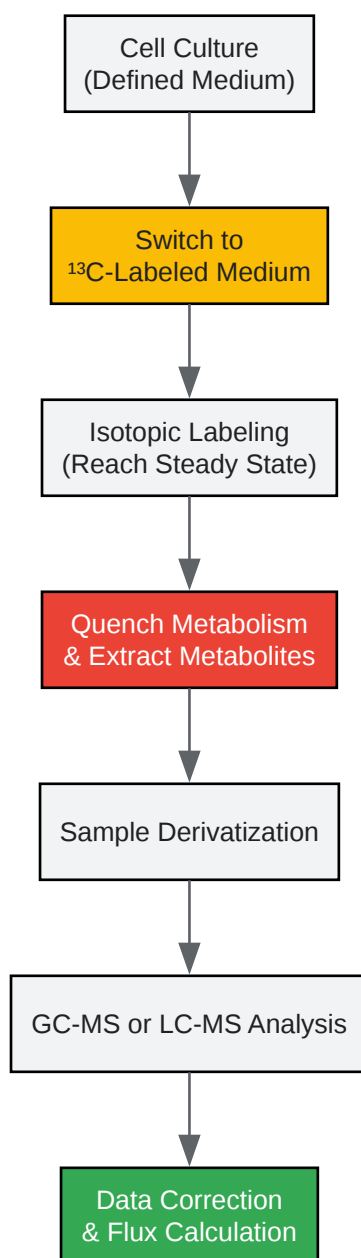 Cell Culture
(Defined Medium)
Switch to
¹³C-Labeled Medium
Isotopic Labeling
(Reach Steady State)
Quench Metabolism
& Extract Metabolites
Sample Derivatization
GC-MS or LC-MS Analysis
Data Correction
& Flux Calculation